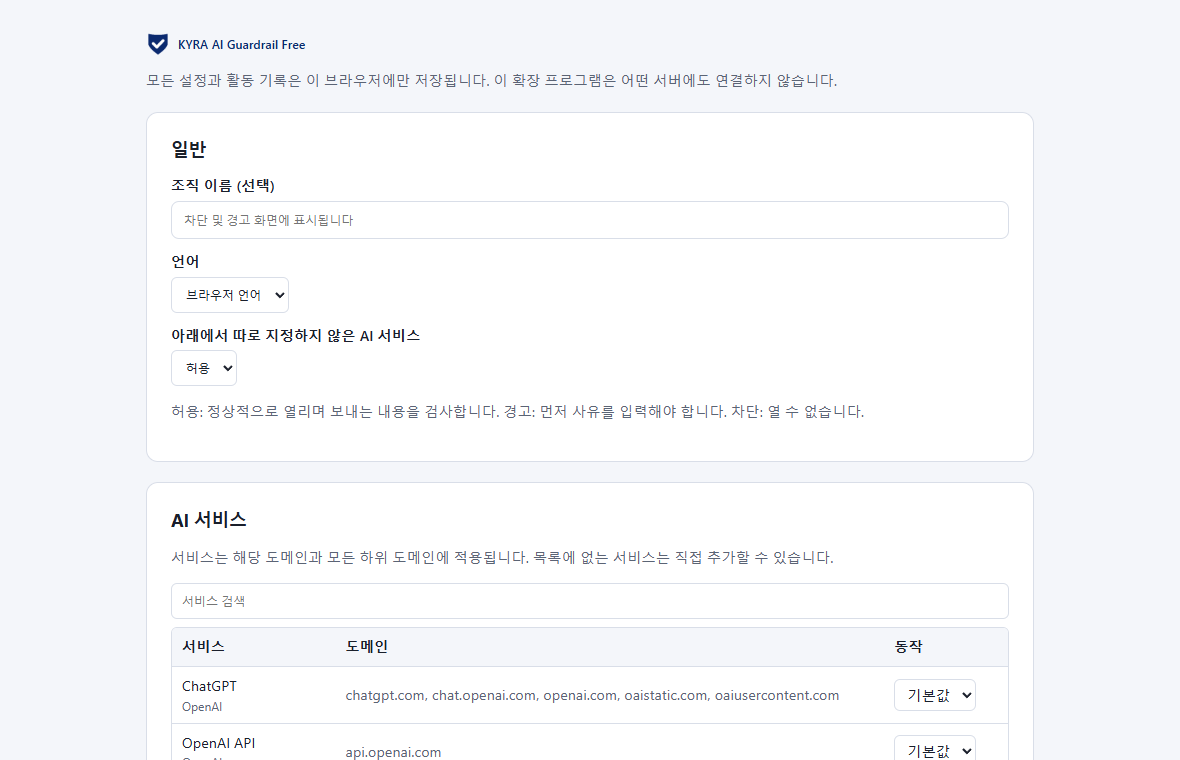 KYRA AI Guardrail Free
모든 설정과 활동 기록은 이 브라우저에만 저장됩니다. 이 확장 프로그램은 어떤 서버에도 연결하지 않습니다.
일반
조직 이름 (선택)
차단 및 경고 화면에 표시됩니다
언어
브라우저 언어
아래에서 따로 지정하지 않은 AI 서비스
허용
허용: 정상적으로 열리며 보내는 내용을 검사합니다. 경고: 먼저 사유를 입력해야 합니다. 차단: 열 수 없습니다.
AI 서비스
서비스는 해당 도메인과 모든 하위 도메인에 적용됩니다. 목록에 없는 서비스는 직접 추가할 수 있습니다.
서비스 검색
서비스 도메인 동작
ChatGPT
OpenAI
chatgpt.com, chat.openai.com, openai.com, oaistatic.com, oaiusercontent.com
기본값
OpenAI API
api.openai.com
기본값